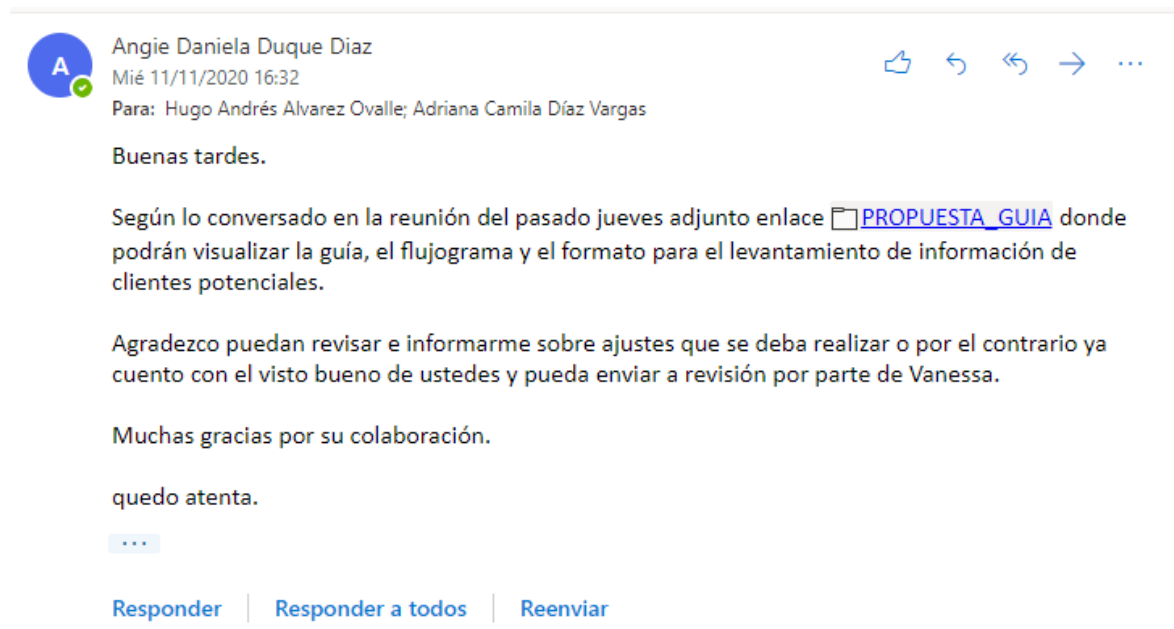 A
Angie Daniela Duque Diaz
Mié 11/11/2020 16:32
Para: Hugo Andrés Alvarez Ovalle; Adriana Camila Díaz Vargas
Buenas tardes.
Según lo conversado en la reunión del pasado jueves adjunto enlace PROPUESTA_GUIA donde
podrán visualizar la guía, el flujograma y el formato para el levantamiento de información de
clientes potenciales.
Agradezco puedan revisar e informarme sobre ajustes que se deba realizar o por el contrario ya
cuento con el visto bueno de ustedes y pueda enviar a revisión por parte de Vanessa.
Muchas gracias por su colaboración.
quedo atenta.
...
Responder Responder a todos Reenviar